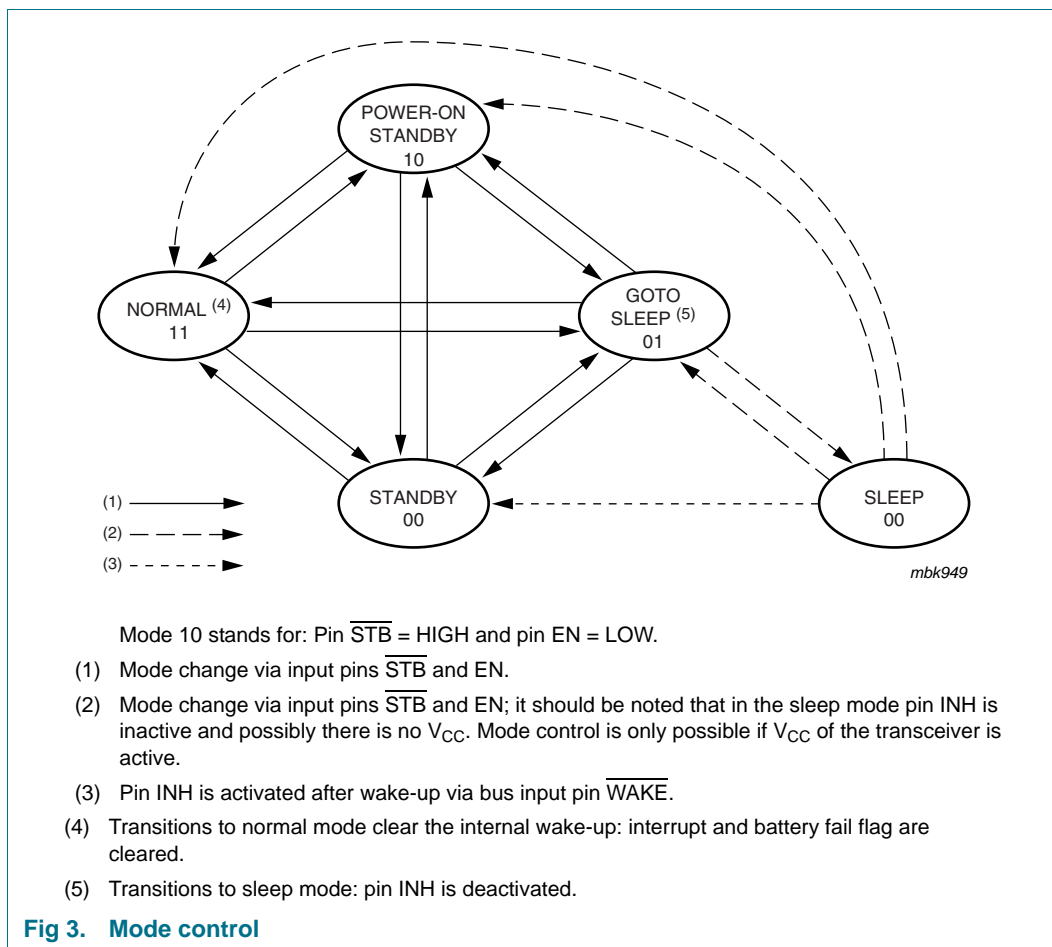 POWER-ON
STANDBY
10
NORMAL (4)
11
GOTO
SLEEP (5)
01
STANDBY
00
SLEEP
00
(1)
(2)
(3)
mbk949
Mode 10 stands for: Pin STB = HIGH and pin EN = LOW.
(1) Mode change via input pins STB and EN.
(2) Mode change via input pins STB and EN; it should be noted that in the sleep mode pin INH is
inactive and possibly there is no VCC. Mode control is only possible if VCC of the transceiver is
active.
(3) Pin INH is activated after wake-up via bus input pin WAKE.
(4) Transitions to normal mode clear the internal wake-up: interrupt and battery fail flag are
cleared.
(5) Transitions to sleep mode: pin INH is deactivated.
Fig 3. Mode control